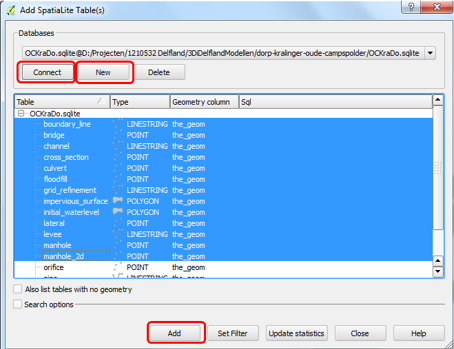 Add SpatiaLite Table(s)
Databases
OCKraDo.sqlite@D:/Projecten/1210532 Delfland/3DiDelflandModellen/dorp-kralinger-oude-campspolder/OCKraDo.sqlite
Connect New Delete
Table Type Geometry column Sql
OCKraDo.sqlite
boundary_line LINESTRING the_geom
bridge POINT the_geom
channel LINESTRING the_geom
cross_section POINT the_geom
culvert POINT the_geom
floodfill POINT the_geom
grid_refinement LINESTRING the_geom
impervious_surface POLYGON the_geom
initial_waterlevel POLYGON the_geom
lateral POINT the_geom
levee LINESTRING the_geom
manhole POINT the_geom
manhole_2d POINT the_geom
orifice POINT the_geom
LINESTRING the_geom
Also list tables with no geometry
Search options
Add Set Filter Update statistics Close Help